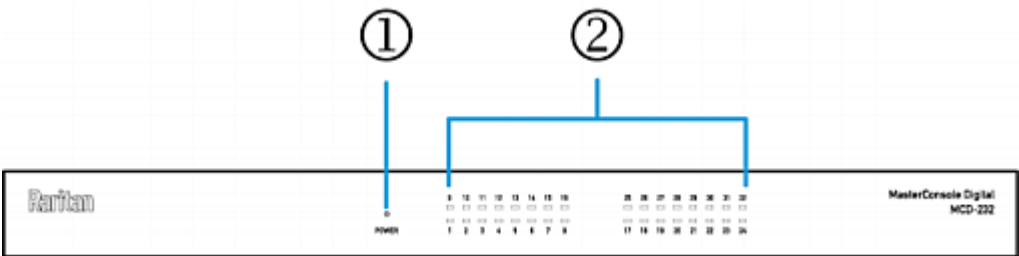 ① ②
Raritan
9 10 11 12 13 14 15 16
25 26 27 28 29 30 31 32
MasterConsole Digital
MCD-232
POWER
1 2 3 4 5 6 7 8
17 18 19 20 21 22 23 24